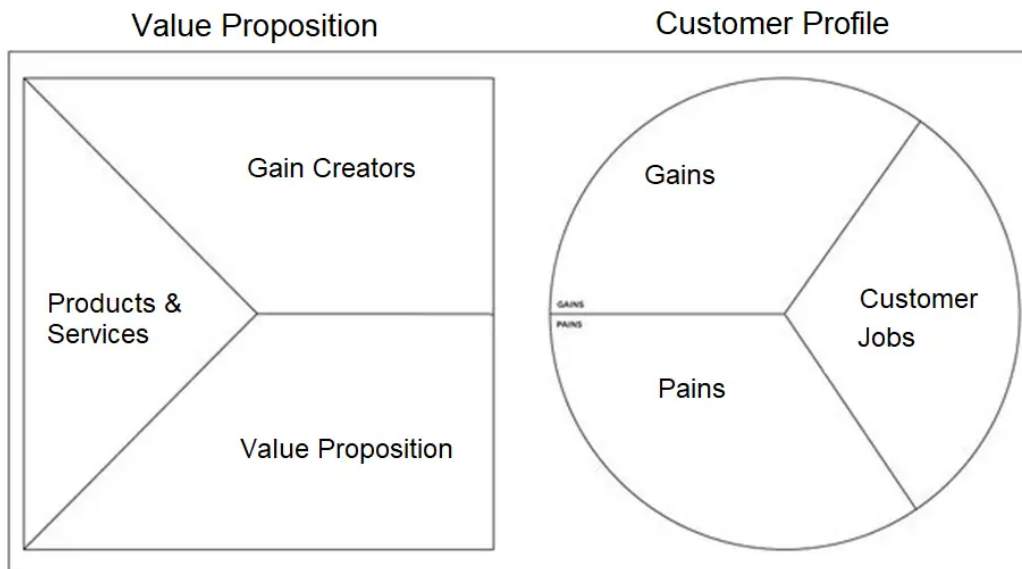 Value Proposition
Customer Profile
Gain Creators
Products &
Services
Value Proposition
Gains
GAINS
PAINS
Customer
Jobs
Pains